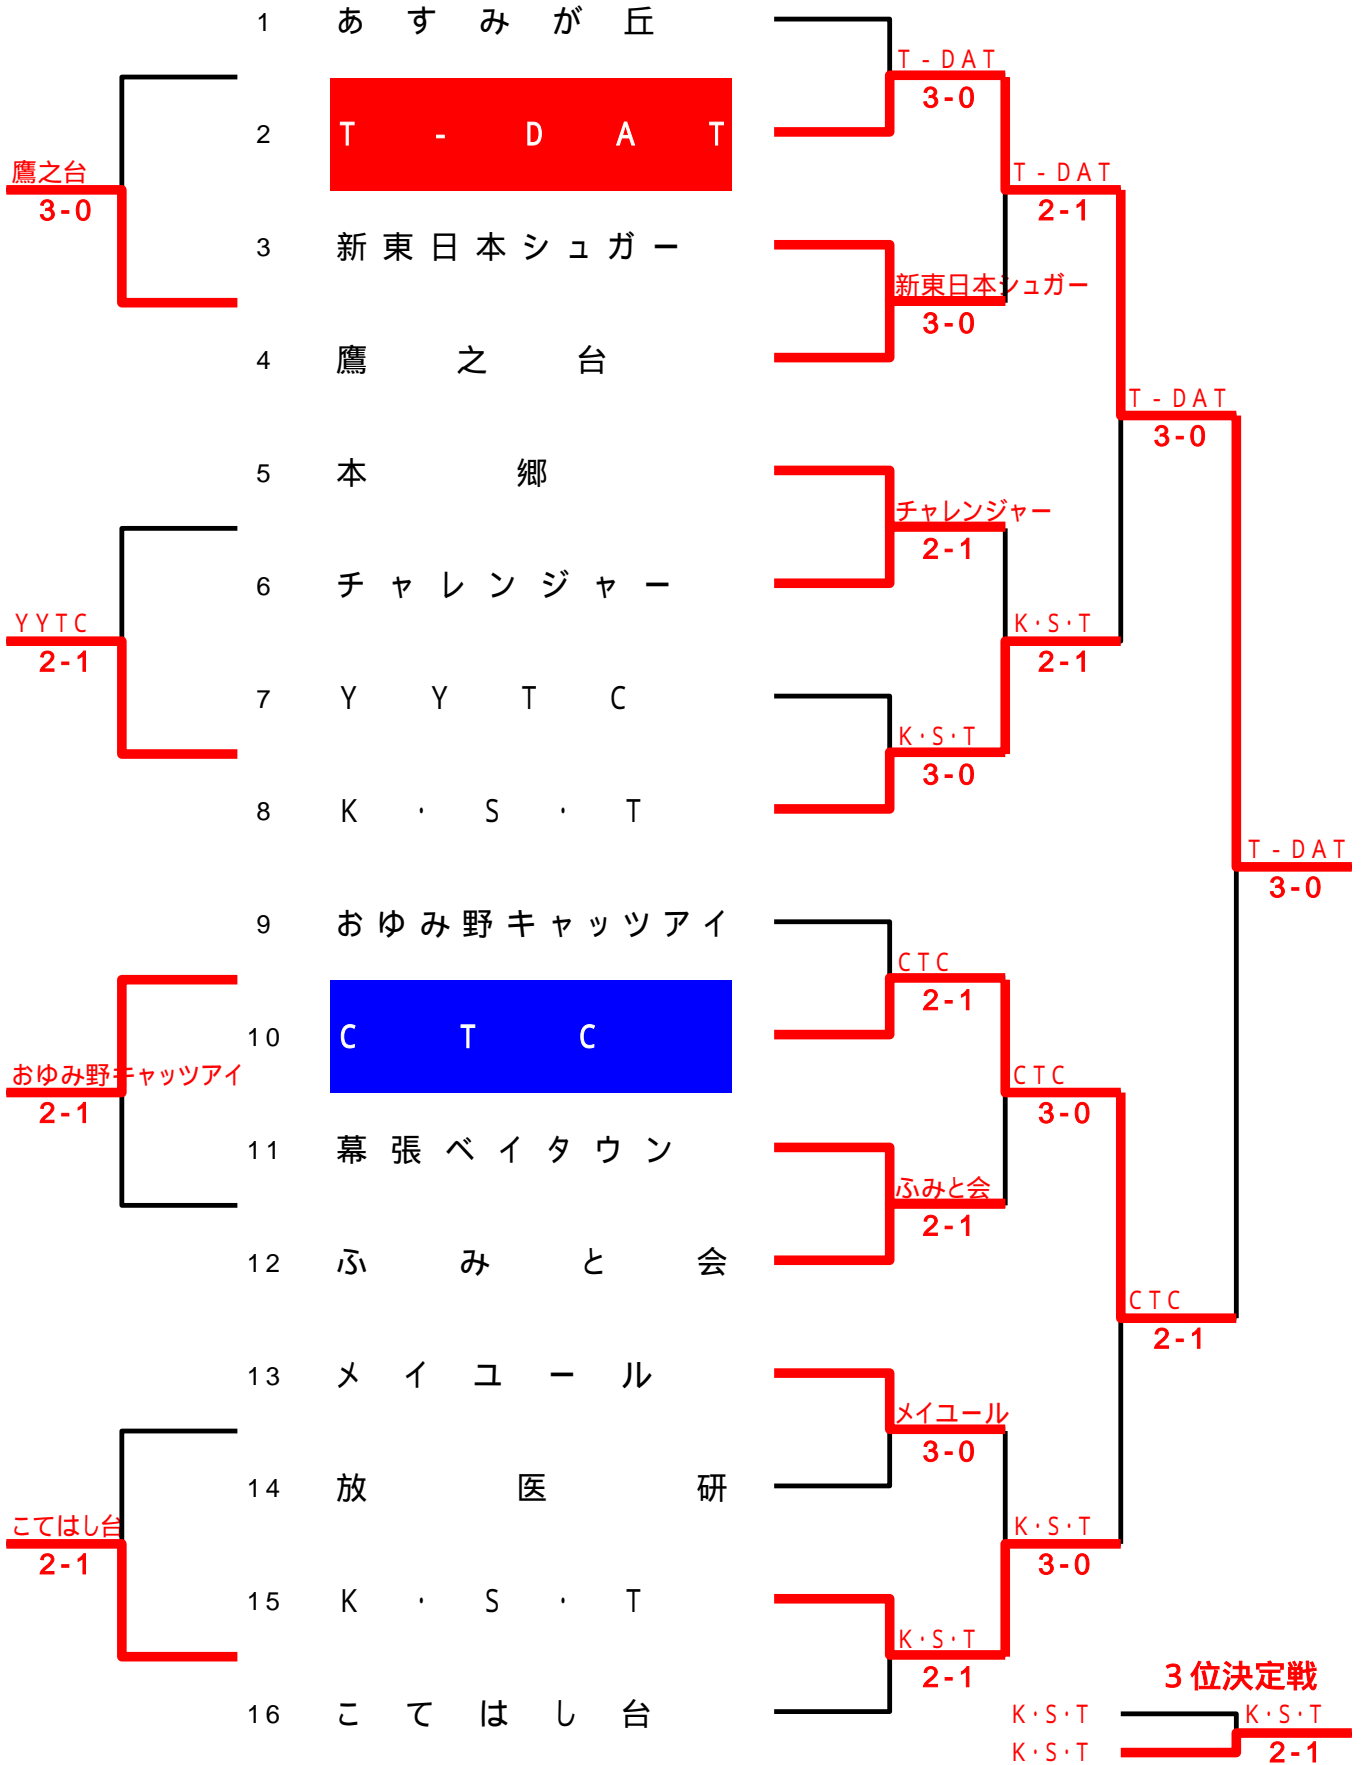 1 あすみが丘
T-DAT
3-0
2 T-DAT
鷹之台
3-0
T-DAT
2-1
3 新東日本シュガー
新東日本シュガー
3-0
4 鷹之台
T-DAT
3-0
5 本郷
チャレンジャー
2-1
6 チャレンジャー
YYTC
2-1
K・S・T
2-1
7 YYTC
K・S・T
3-0
8 K・S・T
T-DAT
3-0
9 おゆみ野キャッツアイ
CTC
2-1
10 CTC
おゆみ野キャッツアイ
2-1
CTC
3-0
11 幕張ベイタウン
ふみと会
2-1
12 ふみと会
CTC
2-1
13 メイユール
メイユール
3-0
14 放医研
こてはし台
2-1
K・S・T
3-0
15 K・S・T
K・S・T
2-1
16 こてはし台
3位決定戦
K・S・T
K・S・T
K・S・T
2-1